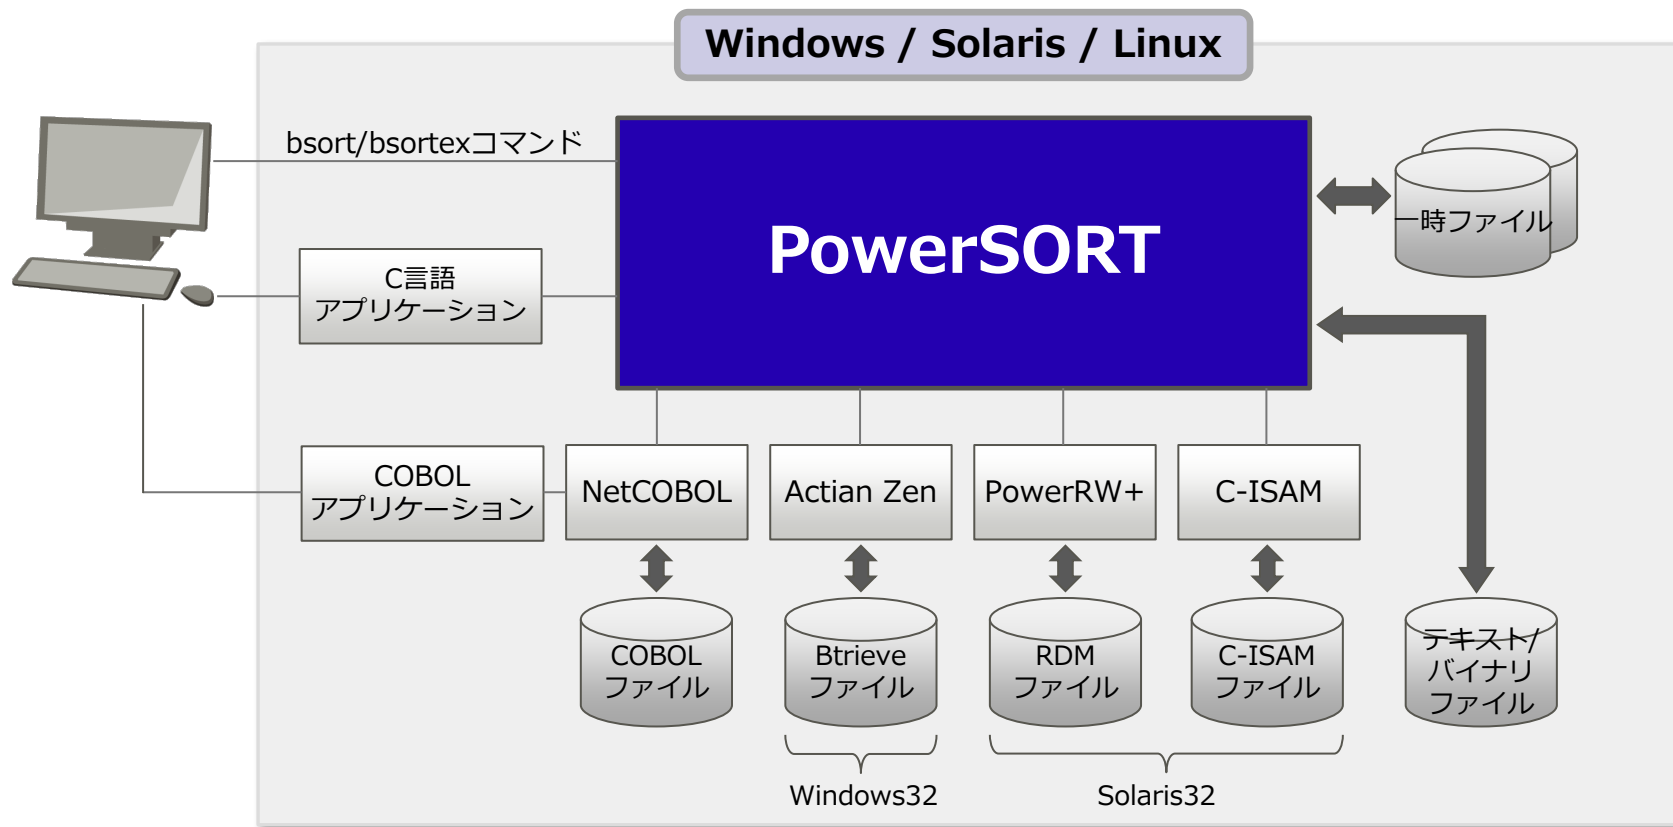 Windows / Solaris / Linux
bsort/bsortexコマンド
PowerSORT
一時ファイル
C言語
アプリケーション
COBOL
アプリケーション
NetCOBOL
Actian Zen
PowerRW+
C-ISAM
COBOL
ファイル
Btrieve
ファイル
RDM
ファイル
C-ISAM
ファイル
テキスト/
バイナリ
ファイル
Windows32
Solaris32